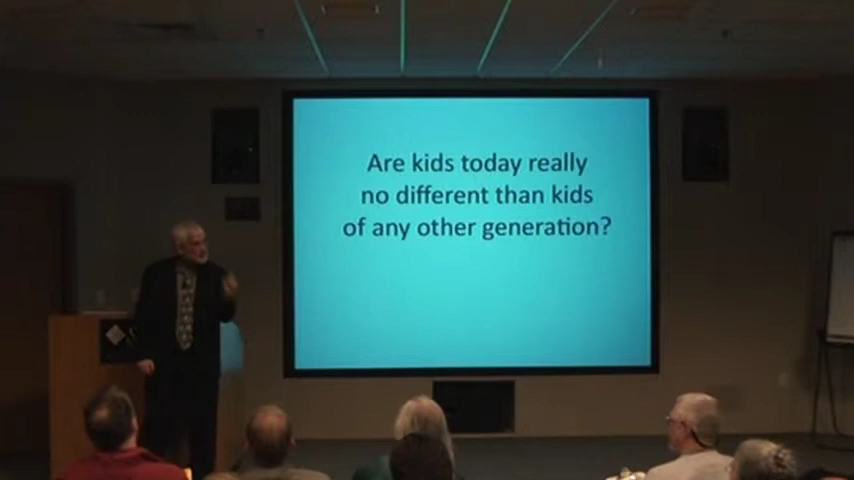 Are kids today really
no different than kids
of any other generation?